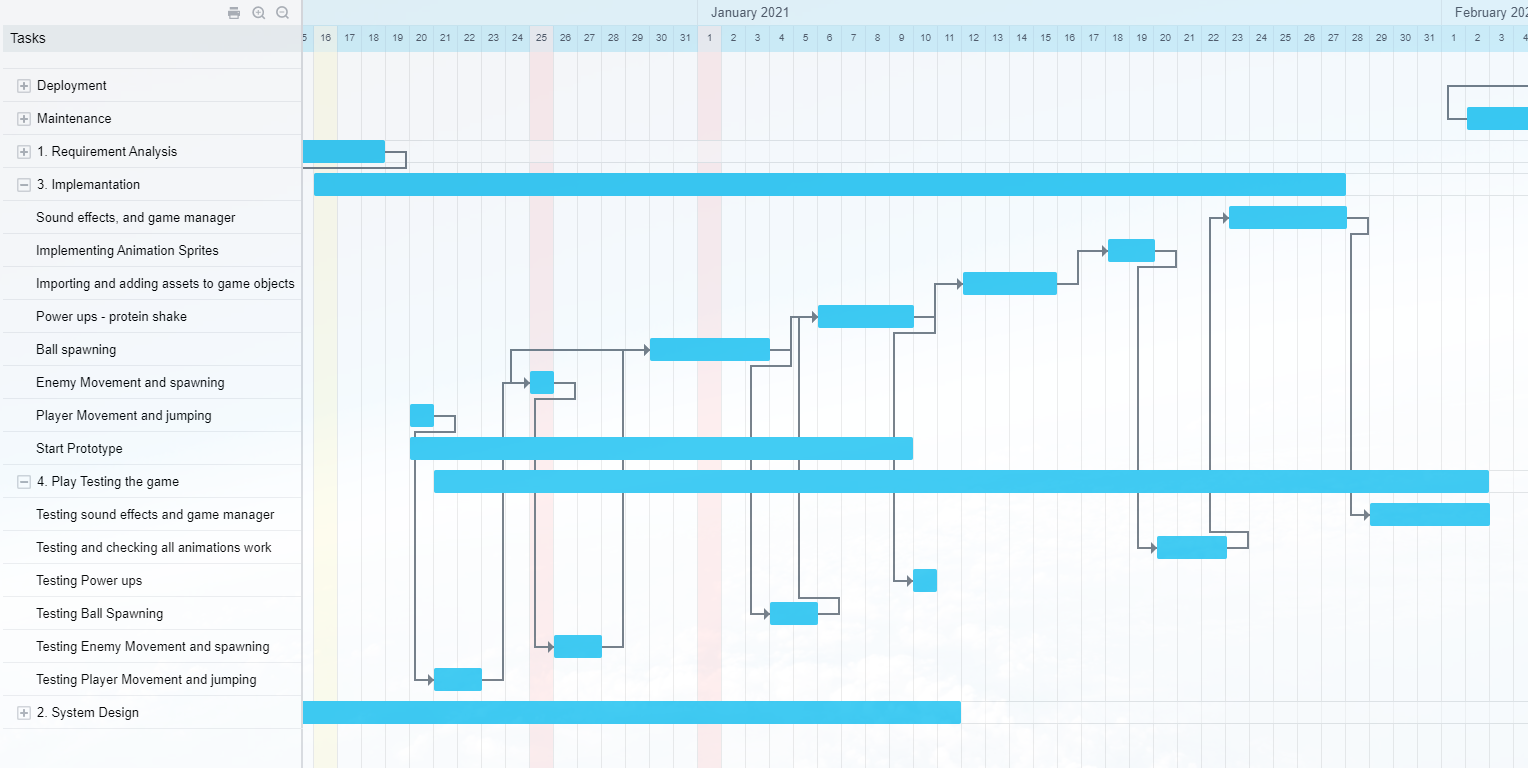 January 2021
February 202
Tasks
5 16 17 18 19 20 21 22 23 24 25 26 27 28 29 30 31 1 2 3 4 5 6 7 8 9 10 11 12 13 14 15 16 17 18 19 20 21 22 23 24 25 26 27 28 29 30 31 1 2 3 4
Deployment
Maintenance
1. Requirement Analysis
3. Implemantation
Sound effects, and game manager
Implementing Animation Sprites
Importing and adding assets to game objects
Power ups - protein shake
Ball spawning
Enemy Movement and spawning
Player Movement and jumping
Start Prototype
4. Play Testing the game
Testing sound effects and game manager
Testing and checking all animations work
Testing Power ups
Testing Ball Spawning
Testing Enemy Movement and spawning
Testing Player Movement and jumping
2. System Design